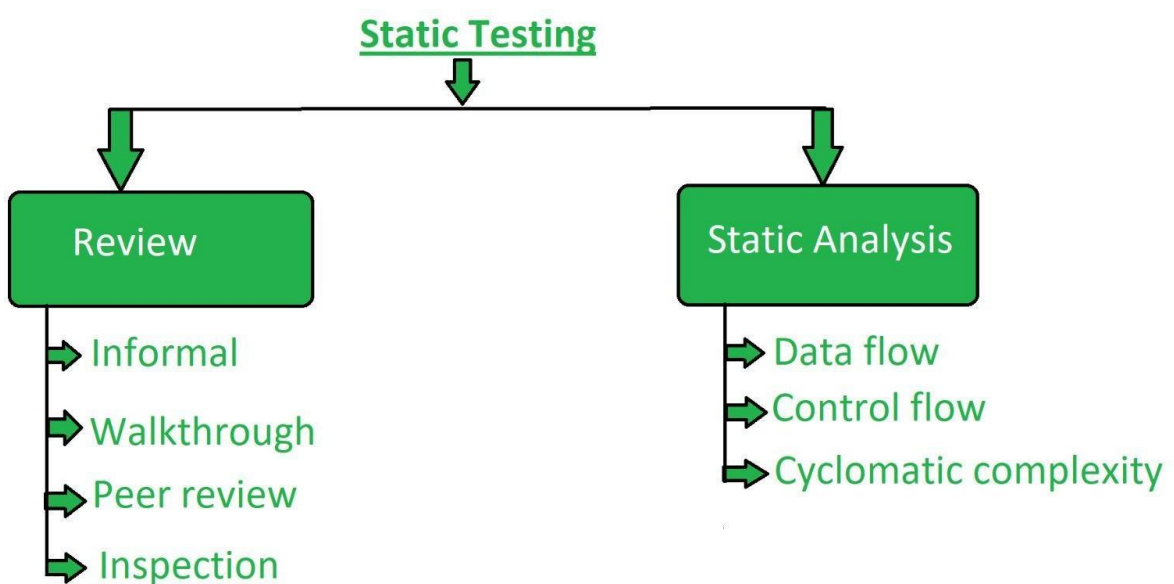 Static Testing
Review
Informal
Walkthrough
Peer review
Inspection
Static Analysis
Data flow
Control flow
Cyclomatic complexity